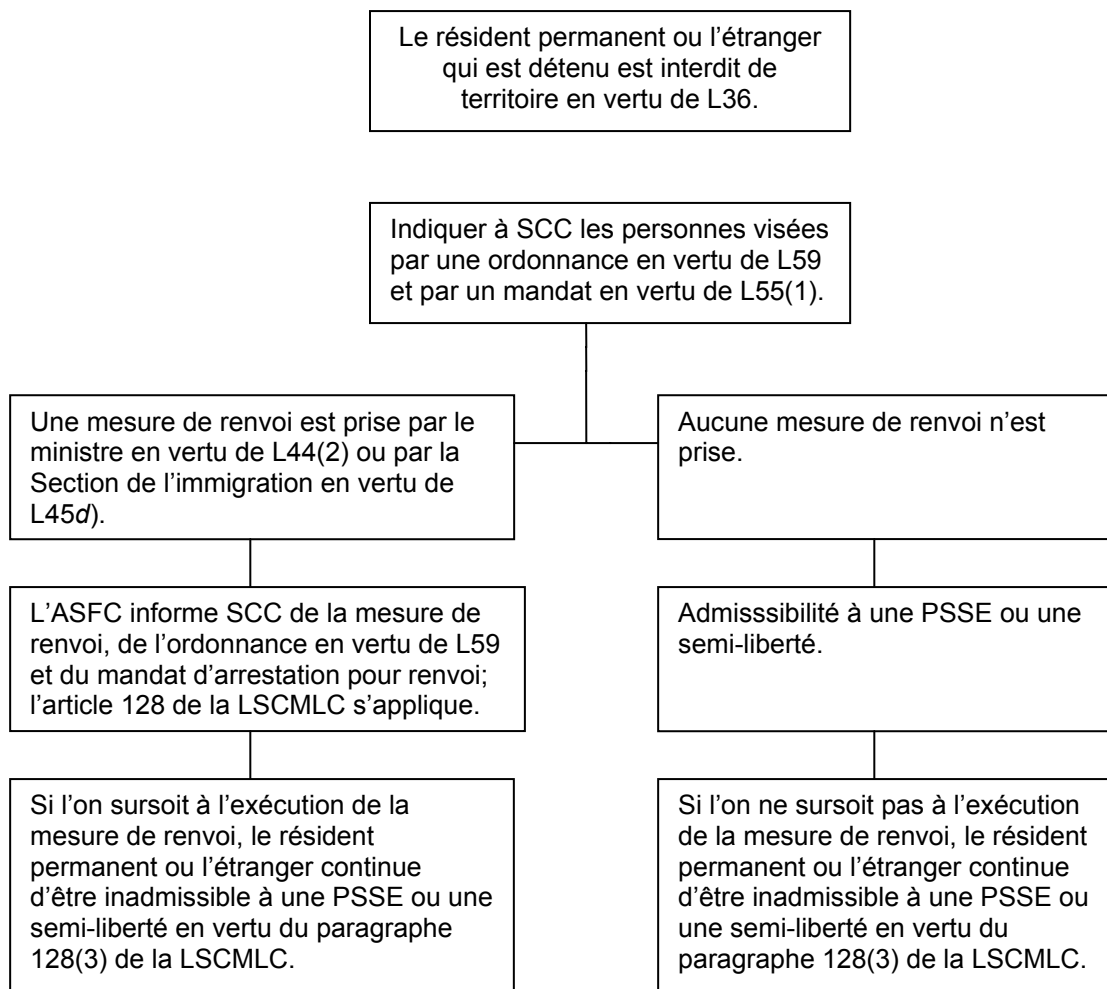 Le résident permanent ou l’étranger
qui est détenu est interdit de
territoire en vertu de L36.
Indiquer à SCC les personnes visées
par une ordonnance en vertu de L59
et par un mandat en vertu de L55(1).
Une mesure de renvoi est prise par le
ministre en vertu de L44(2) ou par la
Section de l’immigration en vertu de
L45d).
Aucune mesure de renvoi n’est
prise.
L’ASFC informe SCC de la mesure de
renvoi, de l’ordonnance en vertu de L59
et du mandat d’arrestation pour renvoi;
l’article 128 de la LSCMLC s’applique.
Admisssibilité à une PSSE ou une
semi-liberté.
Si l’on sursoit à l’exécution de la
mesure de renvoi, le résident
permanent ou l’étranger continue
d’être inadmissible à une PSSE ou une
semi-liberté en vertu du paragraphe
128(3) de la LSCMLC.
Si l’on ne sursoit pas à l’exécution
de la mesure de renvoi, le résident
permanent ou l’étranger continue
d’être inadmissible à une PSSE ou
une semi-liberté en vertu du
paragraphe 128(3) de la LSCMLC.